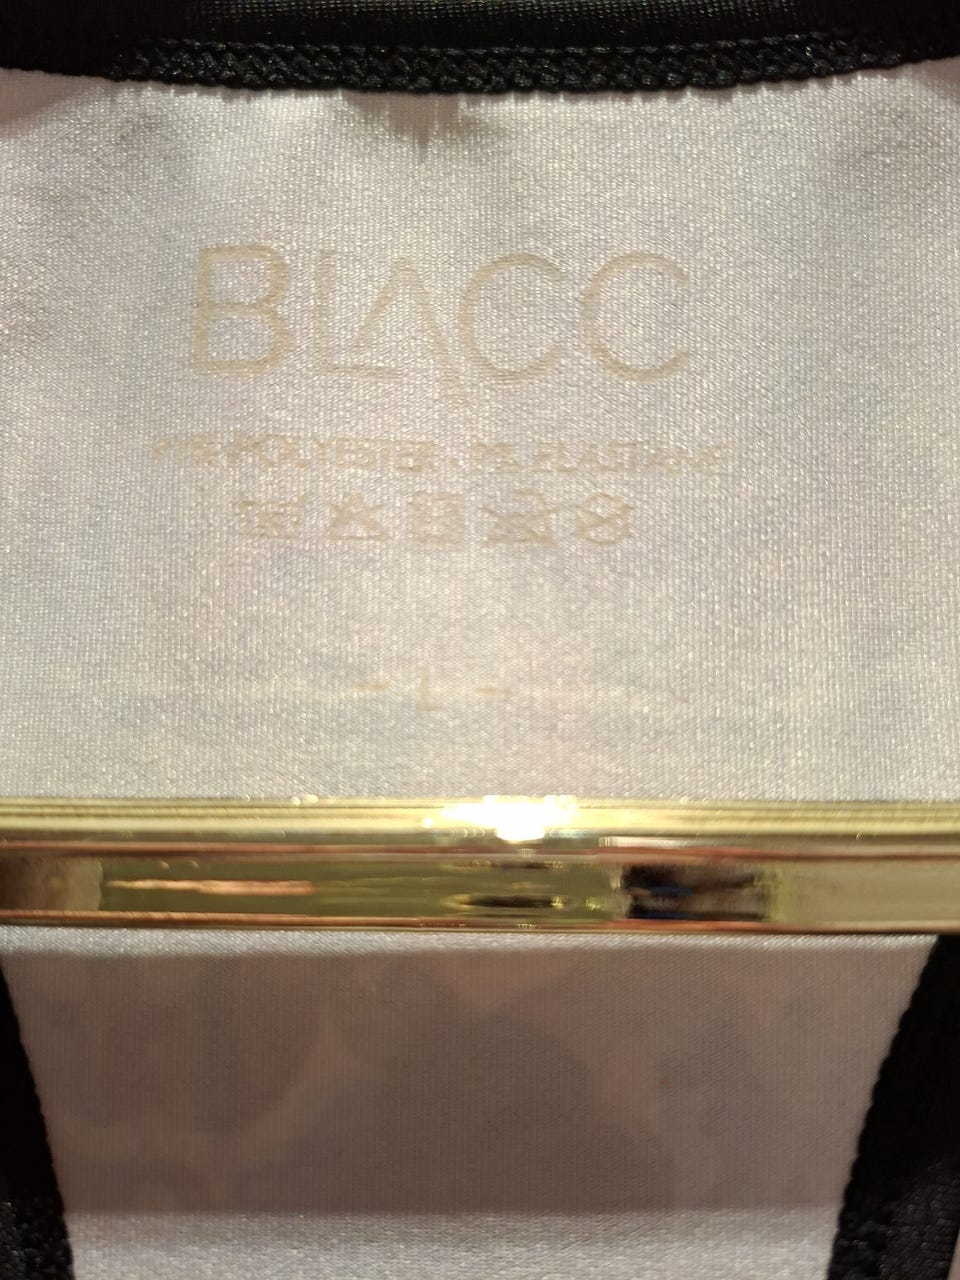 BLACC
POLYESTER - ELASTANE
- L -